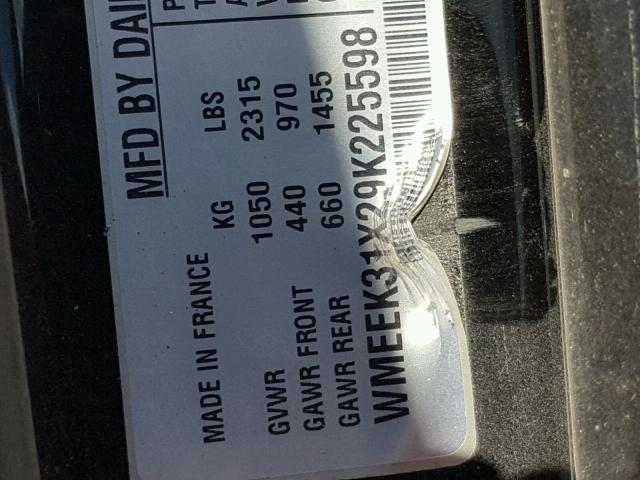 MFD BY DAI
MADE IN FRANCE KG LBS
GVWR 1050 2315
GAWR FRONT 440 970
GAWR REAR 660 1455
WMEEK31X29K225598